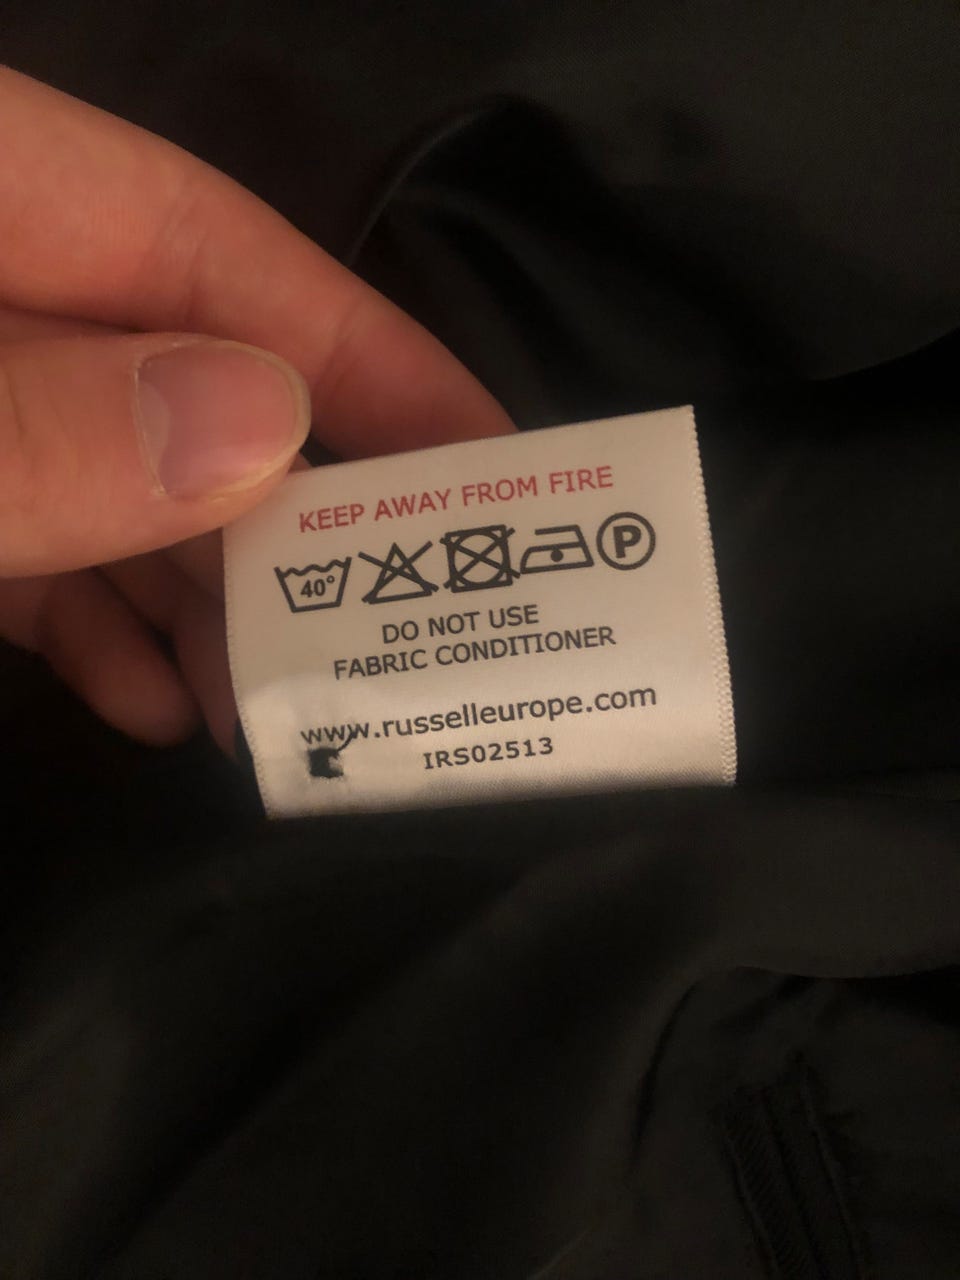 KEEP AWAY FROM FIRE
40° P
DO NOT USE
FABRIC CONDITIONER
www.russelleurope.com
IRS02513